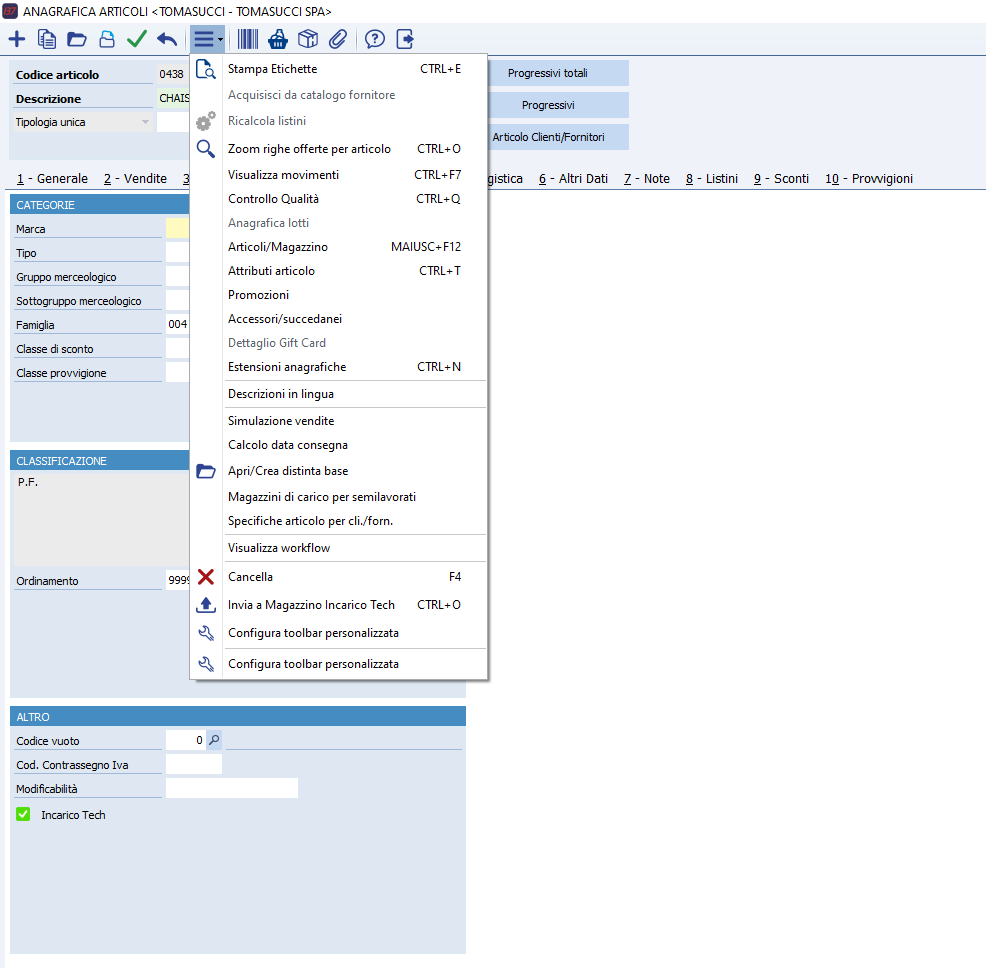 ANAGRAFICA ARTICOLI <TOMASUCCI - TOMASUCCI SPA>
Codice articolo 0438
Descrizione CHAIS
Tipologia unica
Progressivi totali
Progressivi
Articolo Clienti/Fornitori
1 - Generale 2 - Vendite 3 gistica 6 - Altri Dati 7 - Note 8 - Listini 9 - Sconti 10 - Provvigioni
Stampa Etichette CTRL+E
Acquisisci da catalogo fornitore
Ricalcola listini
Zoom righe offerte per articolo CTRL+O
Visualizza movimenti CTRL+F7
Controllo Qualità CTRL+Q
Anagrafica lotti
Articoli/Magazzino MAIUSC+F12
Attributi articolo CTRL+T
Promozioni
Accessori/succedanei
Dettaglio Gift Card
Estensioni anagrafiche CTRL+N
Descrizioni in lingua
Simulazione vendite
Calcolo data consegna
Apri/Crea distinta base
Magazzini di carico per semilavorati
Specifiche articolo per cli./forn.
Visualizza workflow
Cancella F4
Invia a Magazzino Incarico Tech CTRL+O
Configura toolbar personalizzata
Configura toolbar personalizzata
CATEGORIE
Marca
Tipo
Gruppo merceologico
Sottogruppo merceologico
Famiglia 004
Classe di sconto
Classe provvigione
CLASSIFICAZIONE
P.F.
Ordinamento 9999
ALTRO
Codice vuoto 0
Cod. Contrassegno Iva
Modificabilità
Incarico Tech